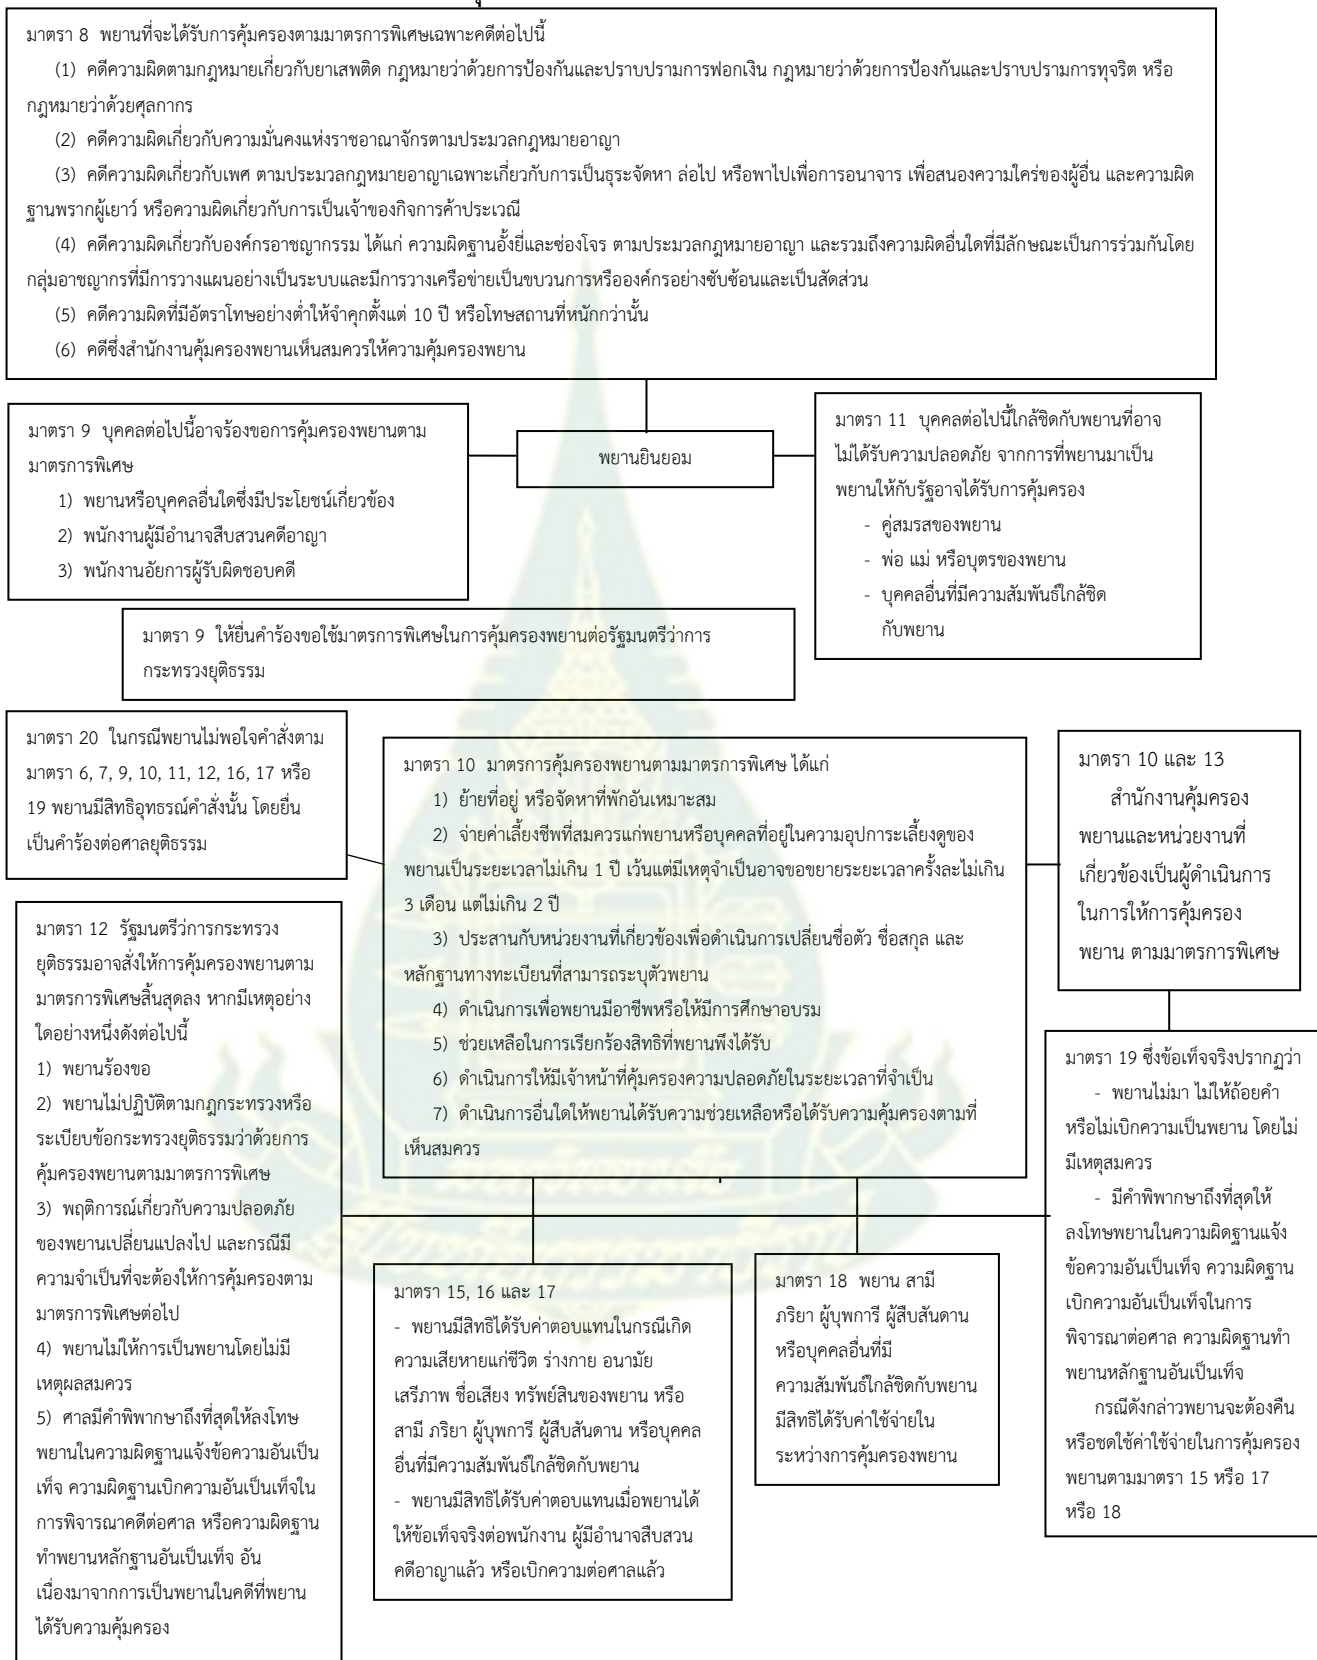 มาตรา 8 พยานที่จะได้รับการคุ้มครองตามมาตรการพิเศษเฉพาะคดีต่อไปนี้
(1) คดีความผิดตามกฎหมายเกี่ยวกับยาเสพติด กฎหมายว่าด้วยการป้องกันและปราบปรามการฟอกเงิน กฎหมายว่าด้วยการป้องกันและปราบปรามการทุจริต หรือ
กฎหมายว่าด้วยศุลกากร
(2) คดีความผิดเกี่ยวกับความมั่นคงแห่งราชอาณาจักรตามประมวลกฎหมายอาญา
(3) คดีความผิดเกี่ยวกับเพศ ตามประมวลกฎหมายอาญาเฉพาะเกี่ยวกับการเป็นธุระจัดหา ล่อไป หรือพาไปเพื่อการอนาจาร เพื่อสนองความใคร่ของผู้อื่น และความผิด
ฐานพรากผู้เยาว์ หรือความผิดเกี่ยวกับการเป็นเจ้าของกิจการค้าประเวณี
(4) คดีความผิดเกี่ยวกับองค์กรอาชญากรรม ได้แก่ ความผิดฐานอั้งยี่และซ่องโจร ตามประมวลกฎหมายอาญา และรวมถึงความผิดอื่นใดที่มีลักษณะเป็นการร่วมกันโดย
กลุ่มอาชญากรที่มีการวางแผนอย่างเป็นระบบและมีการวางเครือข่ายเป็นขบวนการหรือองค์กรอย่างซับซ้อนและเป็นสัดส่วน
(5) คดีความผิดที่มีอัตราโทษอย่างต่ำให้จำคุกตั้งแต่ 10 ปี หรือโทษสถานที่หนักกว่านั้น
(6) คดีซึ่งสำนักงานคุ้มครองพยานเห็นสมควรให้ความคุ้มครองพยาน
มาตรา 9 บุคคลต่อไปนี้อาจร้องขอการคุ้มครองพยานตาม
มาตรการพิเศษ
1) พยานหรือบุคคลอื่นใดซึ่งมีประโยชน์เกี่ยวข้อง
2) พนักงานผู้มีอำนาจสืบสวนคดีอาญา
3) พนักงานอัยการผู้รับผิดชอบคดี
พยานยินยอม
มาตรา 11 บุคคลต่อไปนี้ใกล้ชิดกับพยานที่อาจ
ไม่ได้รับความปลอดภัย จากการที่พยานมาเป็น
พยานให้กับรัฐอาจได้รับการคุ้มครอง
- คู่สมรสของพยาน
- พ่อ แม่ หรือบุตรของพยาน
- บุคคลอื่นที่มีความสัมพันธ์ใกล้ชิด
กับพยาน
มาตรา 9 ให้ยื่นคำร้องขอใช้มาตรการพิเศษในการคุ้มครองพยานต่อรัฐมนตรีว่าการ
กระทรวงยุติธรรม
มาตรา 20 ในกรณีพยานไม่พอใจคำสั่งตาม
มาตรา 6, 7, 9, 10, 11, 12, 16, 17 หรือ
19 พยานมีสิทธิอุทธรณ์คำสั่งนั้น โดยยื่น
เป็นคำร้องต่อศาลยุติธรรม
มาตรา 10 มาตรการคุ้มครองพยานตามมาตรการพิเศษ ได้แก่
1) ย้ายที่อยู่ หรือจัดหาที่พักอันเหมาะสม
2) จ่ายค่าเลี้ยงชีพที่สมควรแก่พยานหรือบุคคลที่อยู่ในความอุปการะเลี้ยงดูของ
พยานเป็นระยะเวลาไม่เกิน 1 ปี เว้นแต่มีเหตุจำเป็นอาจขอขยายระยะเวลาครั้งละไม่เกิน
3 เดือน แต่ไม่เกิน 2 ปี
3) ประสานกับหน่วยงานที่เกี่ยวข้องเพื่อดำเนินการเปลี่ยนชื่อตัว ชื่อสกุล และ
หลักฐานทางทะเบียนที่สามารถระบุตัวพยาน
4) ดำเนินการเพื่อพยานมีอาชีพหรือให้มีการศึกษาอบรม
5) ช่วยเหลือในการเรียกร้องสิทธิที่พยานพึงได้รับ
6) ดำเนินการให้มีเจ้าหน้าที่คุ้มครองความปลอดภัยในระยะเวลาที่จำเป็น
7) ดำเนินการอื่นใดให้พยานได้รับความช่วยเหลือหรือได้รับความคุ้มครองตามที่
เห็นสมควร
มาตรา 10 และ 13
สำนักงานคุ้มครอง
พยานและหน่วยงานที่
เกี่ยวข้องเป็นผู้ดำเนินการ
ในการให้การคุ้มครอง
พยาน ตามมาตรการพิเศษ
มาตรา 12 รัฐมนตรีว่การกระทรวง
ยุติธรรมอาจสั่งให้การคุ้มครองพยานตาม
มาตรการพิเศษสิ้นสุดลง หากมีเหตุอย่าง
ใดอย่างหนึ่งดังต่อไปนี้
1) พยานร้องขอ
2) พยานไม่ปฏิบัติตามกฎกระทรวงหรือ
ระเบียบข้อกระทรวงยุติธรรมว่าด้วยการ
คุ้มครองพยานตามมาตรการพิเศษ
3) พฤติการณ์เกี่ยวกับความปลอดภัย
ของพยานเปลี่ยนแปลงไป และกรณีมี
ความจำเป็นที่จะต้องให้การคุ้มครองตาม
มาตรการพิเศษต่อไป
4) พยานไม่ให้การเป็นพยานโดยไม่มี
เหตุผลสมควร
5) ศาลมีคำพิพากษาถึงที่สุดให้ลงโทษ
พยานในความผิดฐานแจ้งข้อความอันเป็น
เท็จ ความผิดฐานเบิกความอันเป็นเท็จใน
การพิจารณาคดีต่อศาล หรือความผิดฐาน
ทำพยานหลักฐานอันเป็นเท็จ อัน
เนื่องมาจากการเป็นพยานในคดีที่พยาน
ได้รับความคุ้มครอง
มาตรา 15, 16 และ 17
- พยานมีสิทธิได้รับค่าตอบแทนในกรณีเกิด
ความเสียหายแก่ชีวิต ร่างกาย อนามัย
เสรีภาพ ชื่อเสียง ทรัพย์สินของพยาน หรือ
สามี ภริยา ผู้บุพการี ผู้สืบสันดาน หรือบุคคล
อื่นที่มีความสัมพันธ์ใกล้ชิดกับพยาน
- พยานมีสิทธิได้รับค่าตอบแทนเมื่อพยานได้
ให้ข้อเท็จจริงต่อพนักงาน ผู้มีอำนาจสืบสวน
คดีอาญาแล้ว หรือเบิกความต่อศาลแล้ว
มาตรา 18 พยาน สามี
ภริยา ผู้บุพการี ผู้สืบสันดาน
หรือบุคคลอื่นที่มี
ความสัมพันธ์ใกล้ชิดกับพยาน
มีสิทธิได้รับค่าใช้จ่ายใน
ระหว่างการคุ้มครองพยาน
มาตรา 19 ซึ่งข้อเท็จจริงปรากฏว่า
- พยานไม่มา ไม่ให้ถ้อยคำ
หรือไม่เบิกความเป็นพยาน โดยไม่
มีเหตุสมควร
- มีคำพิพากษาถึงที่สุดให้
ลงโทษพยานในความผิดฐานแจ้ง
ข้อความอันเป็นเท็จ ความผิดฐาน
เบิกความอันเป็นเท็จในการ
พิจารณาต่อศาล ความผิดฐานทำ
พยานหลักฐานอันเป็นเท็จ
กรณีดังกล่าวพยานจะต้องคืน
หรือชดใช้ค่าใช้จ่ายในการคุ้มครอง
พยานตามมาตรา 15 หรือ 17
หรือ 18